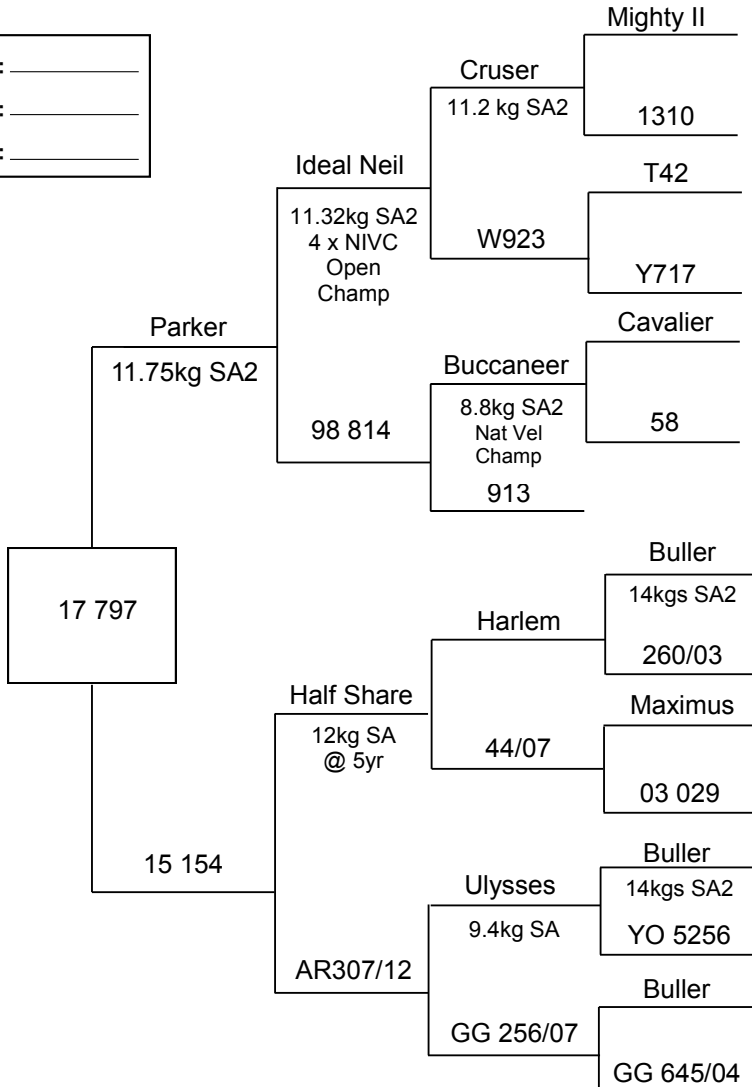 :
:
:
Mighty II
Cruser
11.2 kg SA2
1310
Ideal Neil
T42
11.32kg SA2
4 x NIVC
Open
Champ
W923
Y717
Parker
Cavalier
11.75kg SA2
Buccaneer
98 814
8.8kg SA2
Nat Vel
Champ
58
913
Buller
14kgs SA2
17 797
Harlem
260/03
Half Share
Maximus
12kg SA
@ 5yr
44/07
03 029
15 154
Buller
Ulysses
14kgs SA2
9.4kg SA
YO 5256
AR307/12
Buller
GG 256/07
GG 645/04